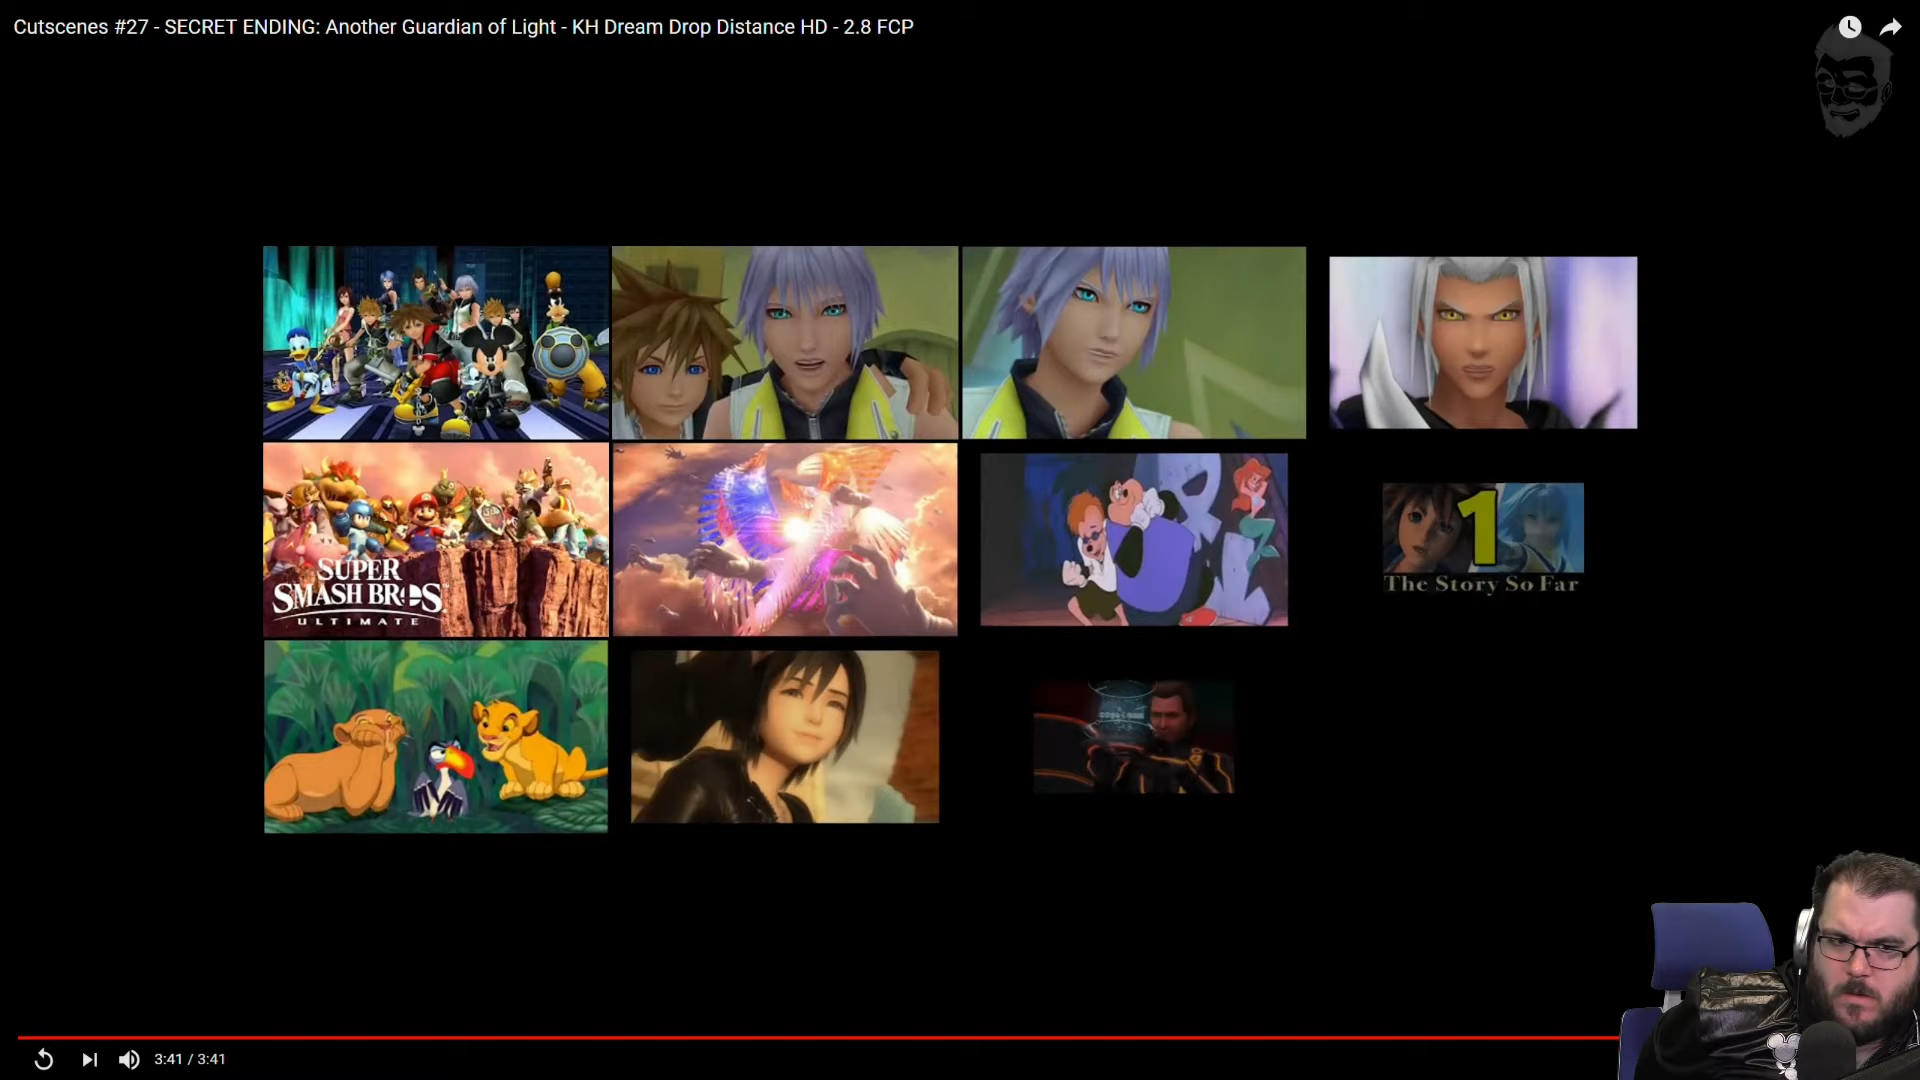 Cutscenes #27 - SECRET ENDING: Another Guardian of Light - KH Dream Drop Distance HD - 2.8 FCP
SUPER
SMASH BROS.
ULTIMATE
1
The Story So Far
3:41 / 3:41